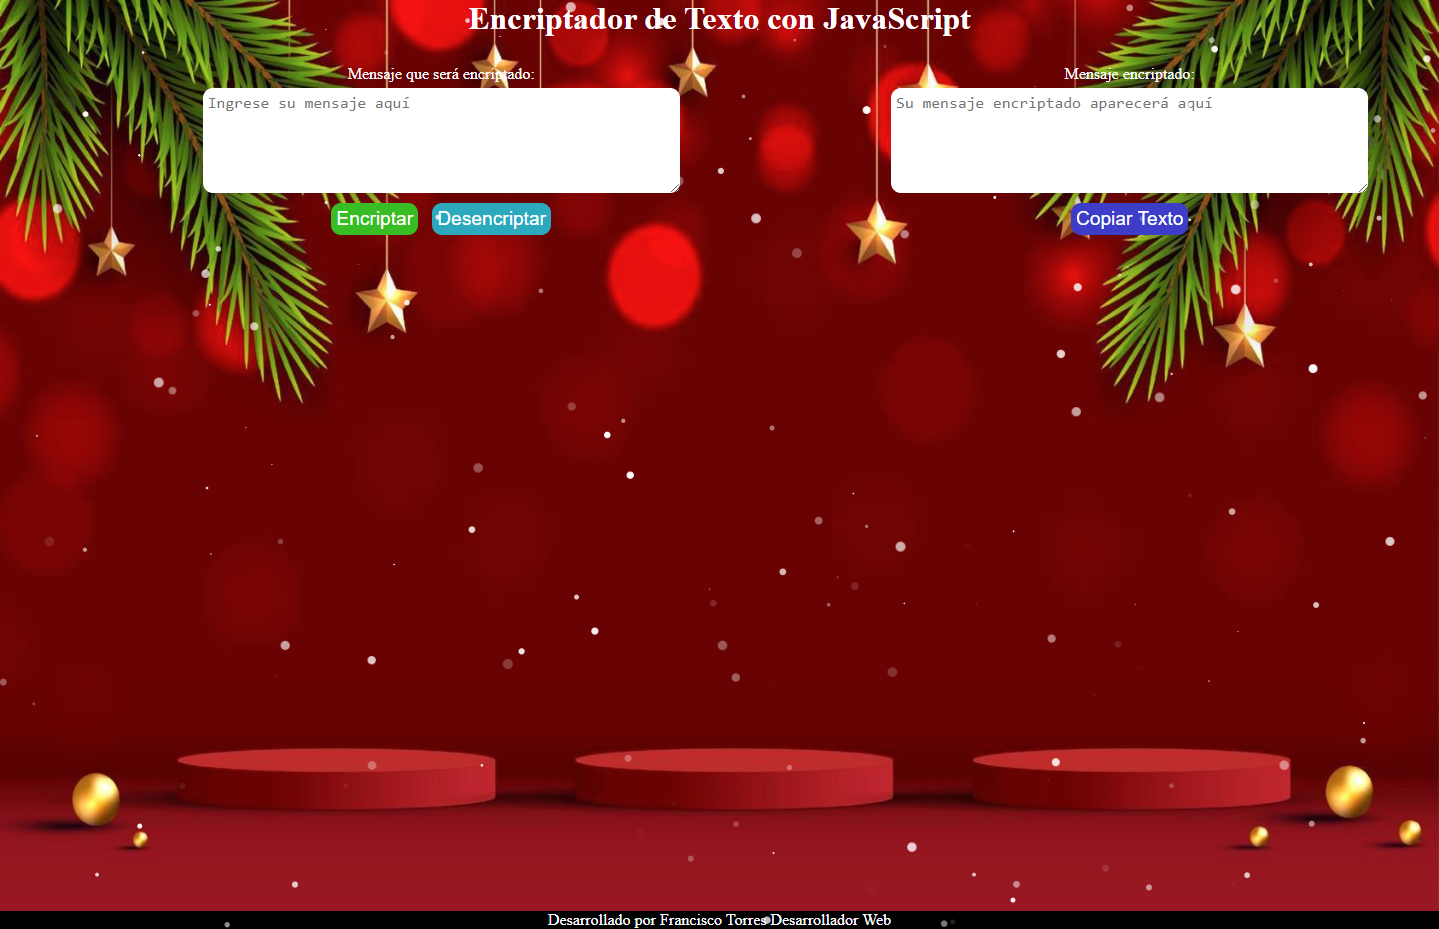 Encriptador de Texto con JavaScript
Mensaje que será encriptado:
Ingrese su mensaje aquí
Encriptar
Desencriptar
Mensaje encriptado:
Su mensaje encriptado aparecerá aquí
Copiar Texto
Desarrollado por Francisco Torres Desarrollador Web